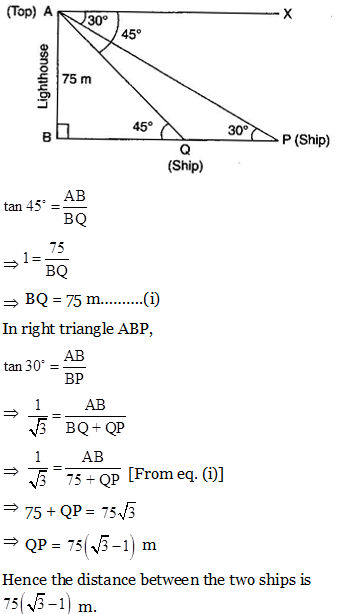 (Top) A 30° X
45°
Lighthouse 75 m
B 45° 30° P (Ship)
Q
(Ship)
tan 45° = AB/BQ
⇒ 1 = 75/BQ
⇒ BQ = 75 m..........(i)
In right triangle ABP,
tan 30° = AB/BP
⇒ 1/√3 = AB/(BQ + QP)
⇒ 1/√3 = AB/(75 + QP) [From eq. (i)]
⇒ 75 + QP = 75√3
⇒ QP = 75(√3 − 1) m
Hence the distance between the two ships is
75(√3 − 1) m.